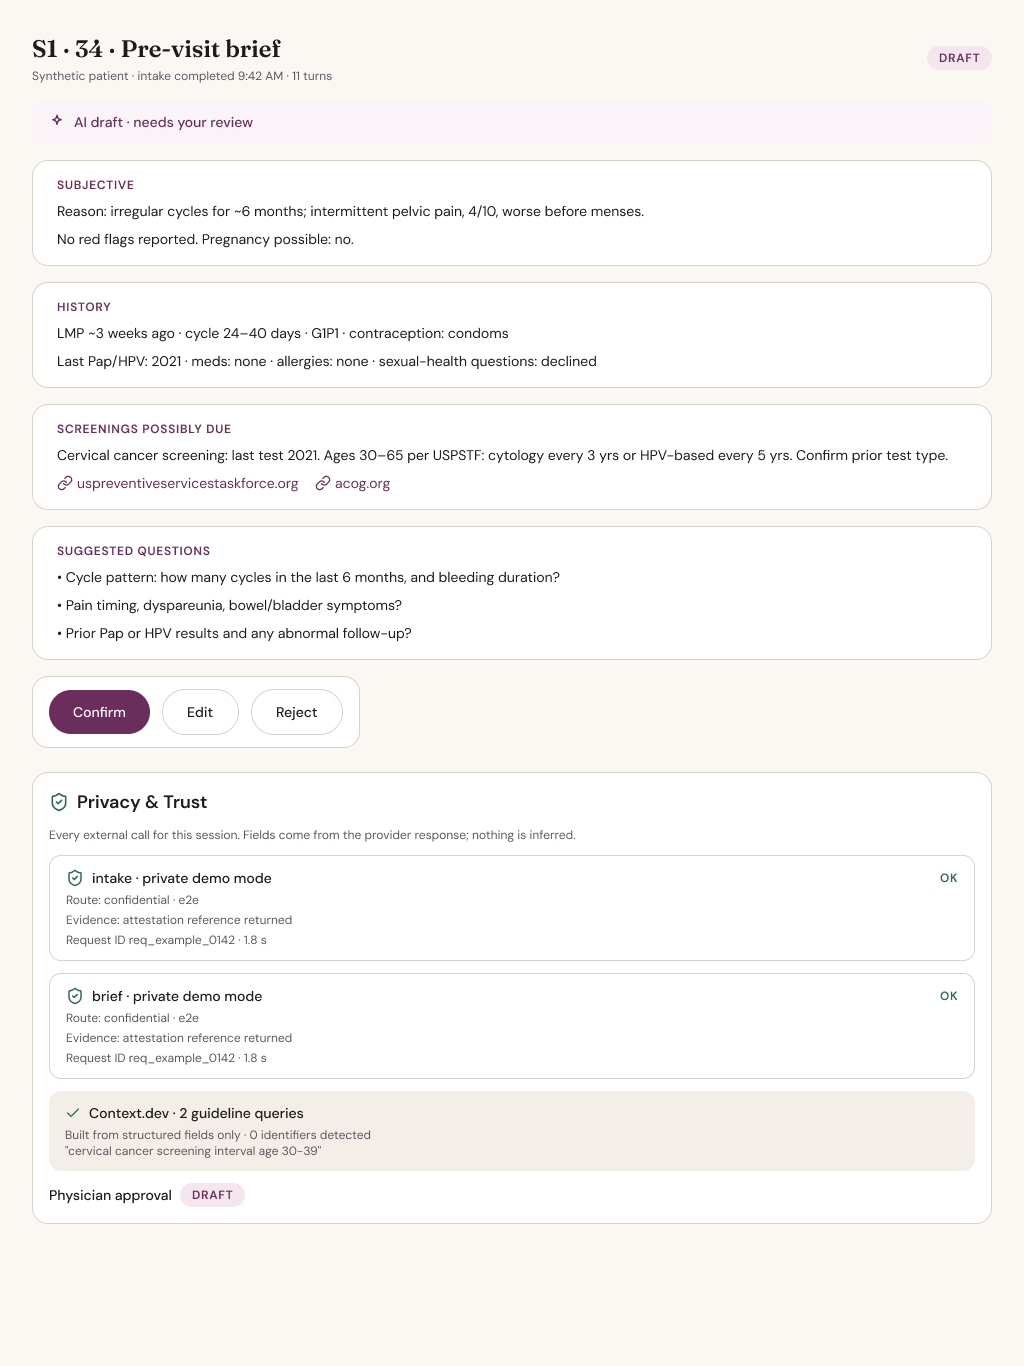 S1 · 34 · Pre-visit brief
DRAFT
Synthetic patient · intake completed 9:42 AM · 11 turns
AI draft · needs your review
SUBJECTIVE
Reason: irregular cycles for ~6 months; intermittent pelvic pain, 4/10, worse before menses.
No red flags reported. Pregnancy possible: no.
HISTORY
LMP ~3 weeks ago · cycle 24–40 days · G1P1 · contraception: condoms
Last Pap/HPV: 2021 · meds: none · allergies: none · sexual-health questions: declined
SCREENINGS POSSIBLY DUE
Cervical cancer screening: last test 2021. Ages 30–65 per USPSTF: cytology every 3 yrs or HPV-based every 5 yrs. Confirm prior test type.
uspreventiveservicestaskforce.org acog.org
SUGGESTED QUESTIONS
• Cycle pattern: how many cycles in the last 6 months, and bleeding duration?
• Pain timing, dyspareunia, bowel/bladder symptoms?
• Prior Pap or HPV results and any abnormal follow-up?
Confirm Edit Reject
Privacy & Trust
Every external call for this session. Fields come from the provider response; nothing is inferred.
intake · private demo mode OK
Route: confidential · e2e
Evidence: attestation reference returned
Request ID req_example_0142 · 1.8 s
brief · private demo mode OK
Route: confidential · e2e
Evidence: attestation reference returned
Request ID req_example_0142 · 1.8 s
Context.dev · 2 guideline queries
Built from structured fields only · 0 identifiers detected
"cervical cancer screening interval age 30-39"
Physician approval DRAFT